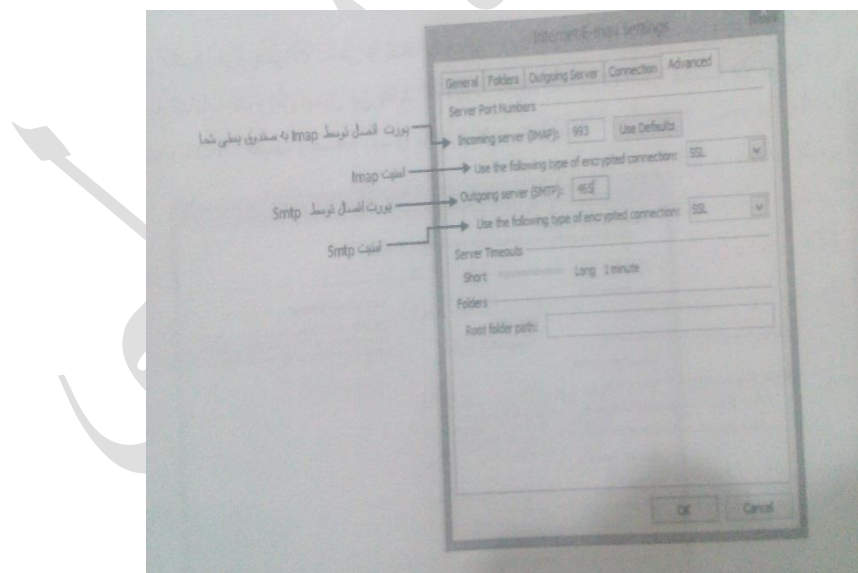 Internet E-mail Settings
General Folders Outgoing Server Connection Advanced
Server Port Numbers
پورت اتصال توسط Imap به صندوق پستی شما
Incoming server (IMAP): 993 Use Defaults
امنیت Imap
Use the following type of encrypted connection: SSL
پورت اتصال توسط Smtp
Outgoing server (SMTP): 465
امنیت Smtp
Use the following type of encrypted connection: SSL
Server Timeouts
Short Long 1 minute
Folders
Root folder path:
OK Cancel